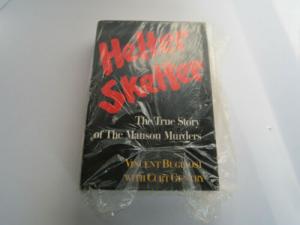 Helter
Skelter
The True Story
of The Manson Murders
VINCENT BUGLIOSI
WITH CURT GENTRY